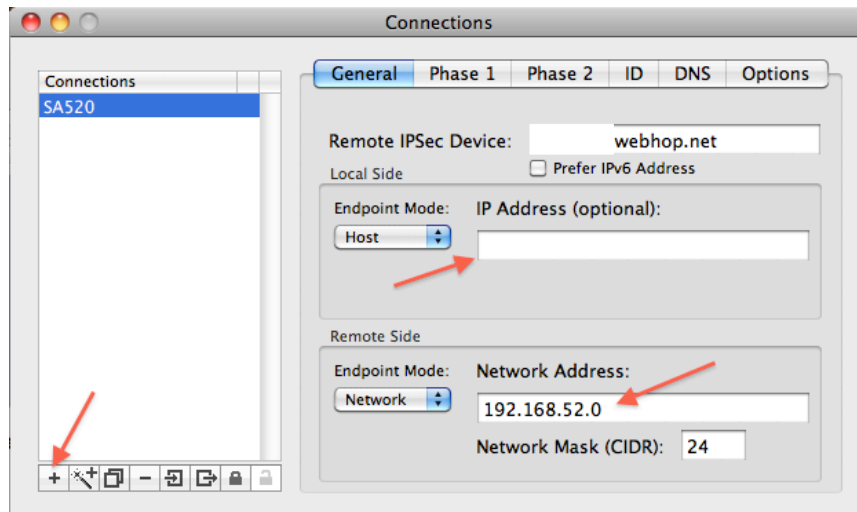 Connections
Connections
SA520
General Phase 1 Phase 2 ID DNS Options
Remote IPSec Device: webhop.net
Prefer IPv6 Address
Local Side
Endpoint Mode: IP Address (optional):
Host
Remote Side
Endpoint Mode: Network Address:
Network 192.168.52.0
Network Mask (CIDR): 24